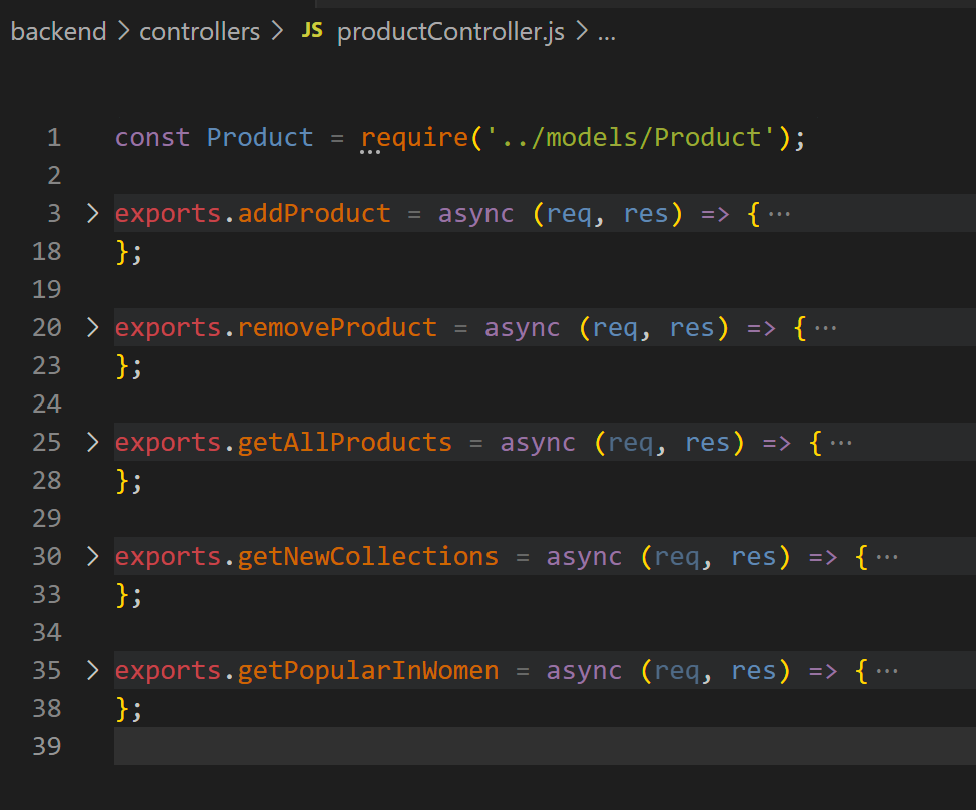 backend > controllers > JS productController.js > ...
1 const Product = require('../models/Product');
2
3 > exports.addProduct = async (req, res) => {···
18 };
19
20 > exports.removeProduct = async (req, res) => {···
23 };
24
25 > exports.getAllProducts = async (req, res) => {···
28 };
29
30 > exports.getNewCollections = async (req, res) => {···
33 };
34
35 > exports.getPopularInWomen = async (req, res) => {···
38 };
39